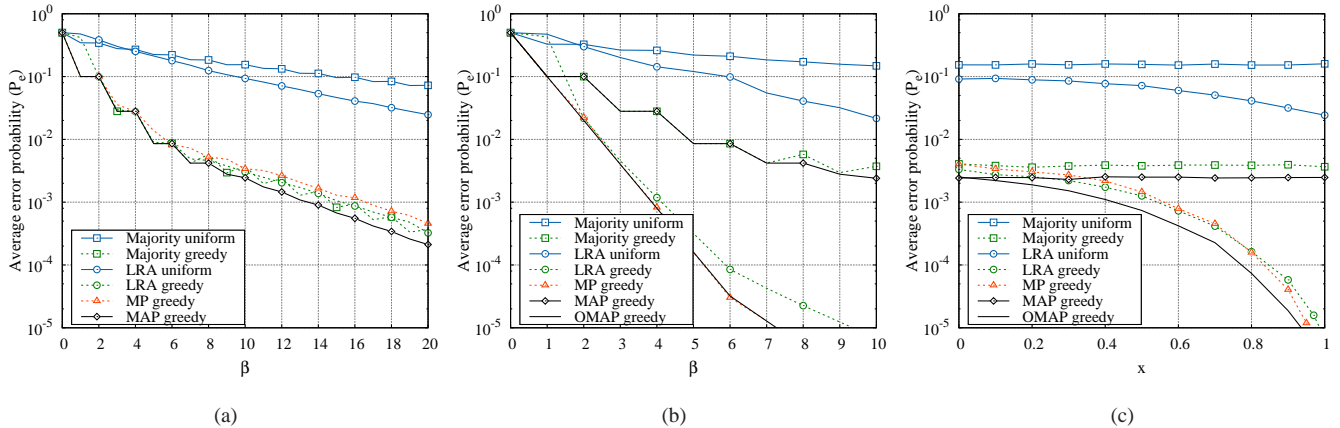 Average error probability (Pe)
10^0
10^-1
10^-2
10^-3
10^-4
10^-5
Majority uniform
Majority greedy
LRA uniform
LRA greedy
MP greedy
MAP greedy
0 2 4 6 8 10 12 14 16 18 20
β
(a)
Average error probability (Pe)
10^0
10^-1
10^-2
10^-3
10^-4
10^-5
Majority uniform
Majority greedy
LRA uniform
LRA greedy
MP greedy
MAP greedy
OMAP greedy
0 1 2 3 4 5 6 7 8 9 10
β
(b)
Average error probability (Pe)
10^0
10^-1
10^-2
10^-3
10^-4
10^-5
Majority uniform
Majority greedy
LRA uniform
LRA greedy
MP greedy
MAP greedy
OMAP greedy
0 0.2 0.4 0.6 0.8 1
x
(c)